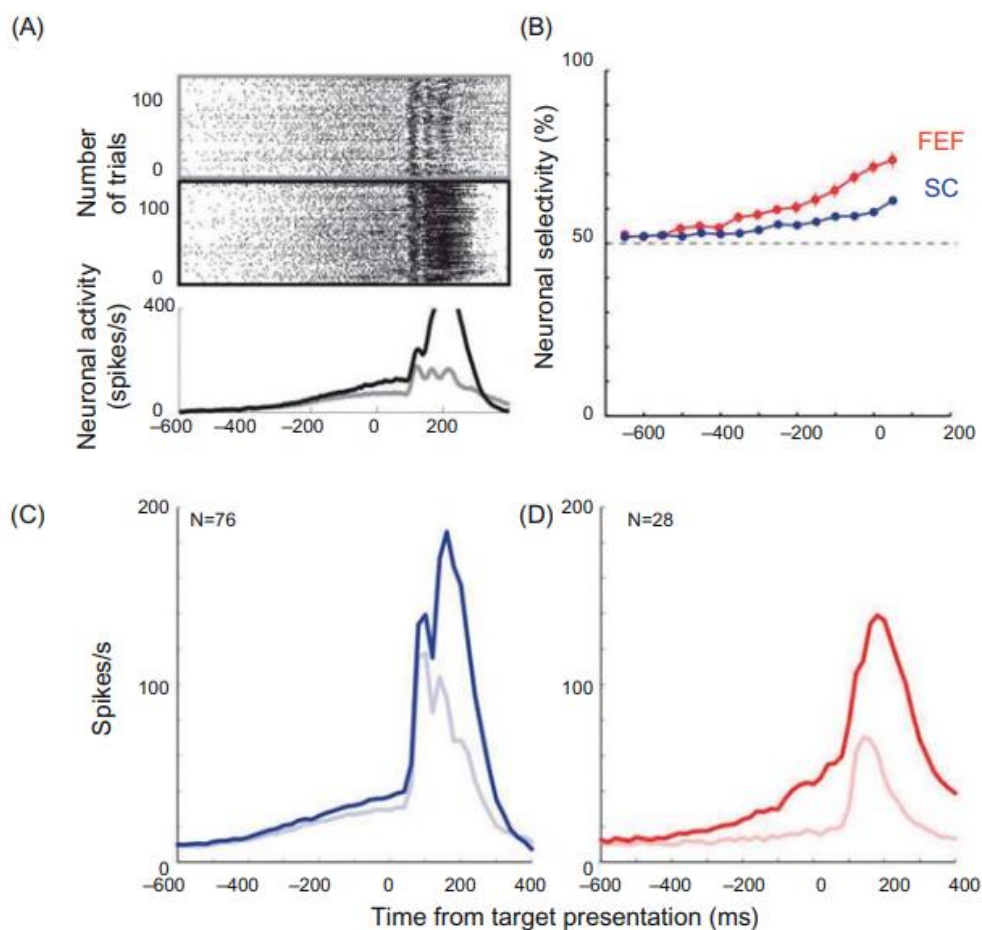 (A)
Number
of trials
100
0
100
0
Neuronal activity
(spikes/s)
400
0
–600 –400 –200 0 200
(B)
Neuronal selectivity (%)
100
50
0
FEF
SC
–600 –400 –200 0 200
(C)
N=76
Spikes/s
200
100
0
–600 –400 –200 0 200 400
(D)
N=28
200
100
0
–600 –400 –200 0 200 400
Time from target presentation (ms)